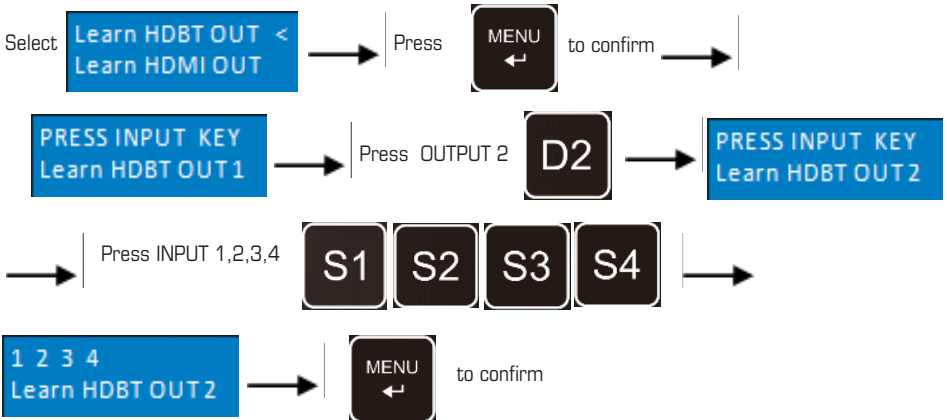 Select
Learn HDBT OUT <
Learn HDMI OUT
Press
MENU
to confirm
PRESS INPUT KEY
Learn HDBT OUT 1
Press OUTPUT 2
D2
PRESS INPUT KEY
Learn HDBT OUT 2
Press INPUT 1,2,3,4
S1 S2 S3 S4
1 2 3 4
Learn HDBT OUT 2
MENU
to confirm